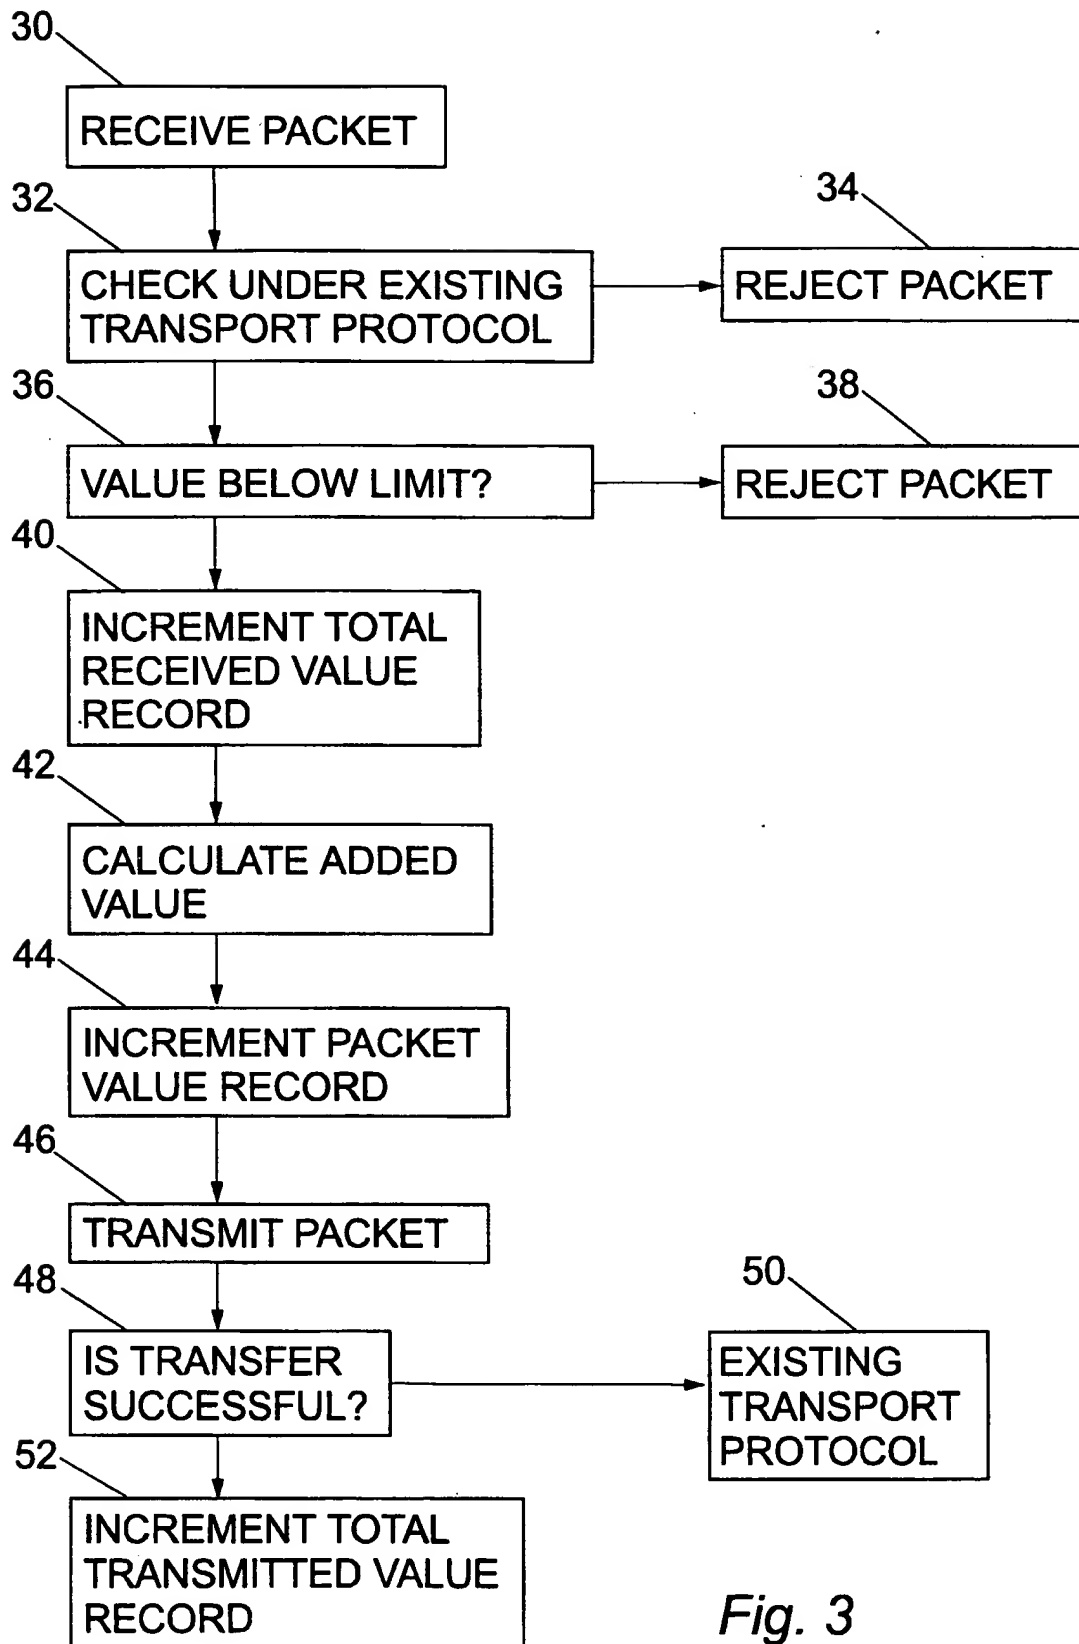 30
RECEIVE PACKET
32
34
CHECK UNDER EXISTING
TRANSPORT PROTOCOL
REJECT PACKET
36
38
VALUE BELOW LIMIT?
REJECT PACKET
40
INCREMENT TOTAL
RECEIVED VALUE
RECORD
42
CALCULATE ADDED
VALUE
44
INCREMENT PACKET
VALUE RECORD
46
TRANSMIT PACKET
48
50
IS TRANSFER
SUCCESSFUL?
EXISTING
TRANSPORT
PROTOCOL
52
INCREMENT TOTAL
TRANSMITTED VALUE
RECORD
Fig. 3